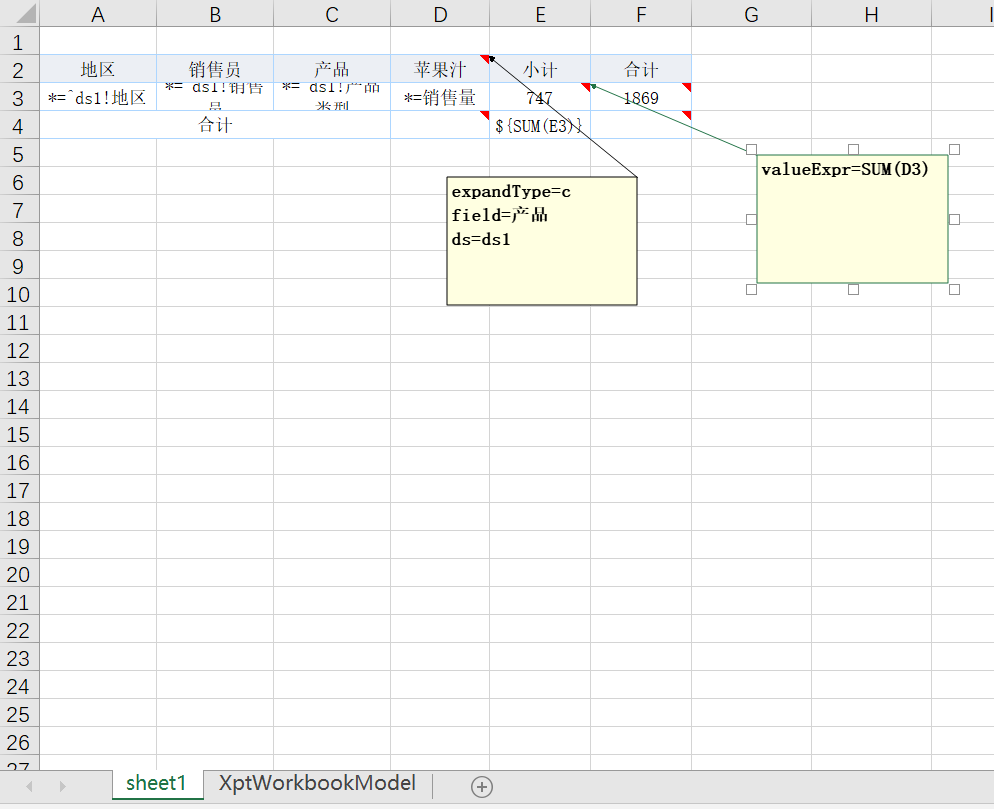 A B C D E F G H I
1
2 地区 销售员 产品 苹果汁 小计 合计
3 *=^ds1!地区 *=^ds1!销售员 *=^ds1!产品类型 *=销售量 747 1869
4 合计 ${SUM(E3)}
5
6
7
8
9
10
11
12
13
14
15
16
17
18
19
20
21
22
23
24
25
26
27
expandType=c
field=产品
ds=ds1
valueExpr=SUM(D3)
sheet1 XptWorkbookModel